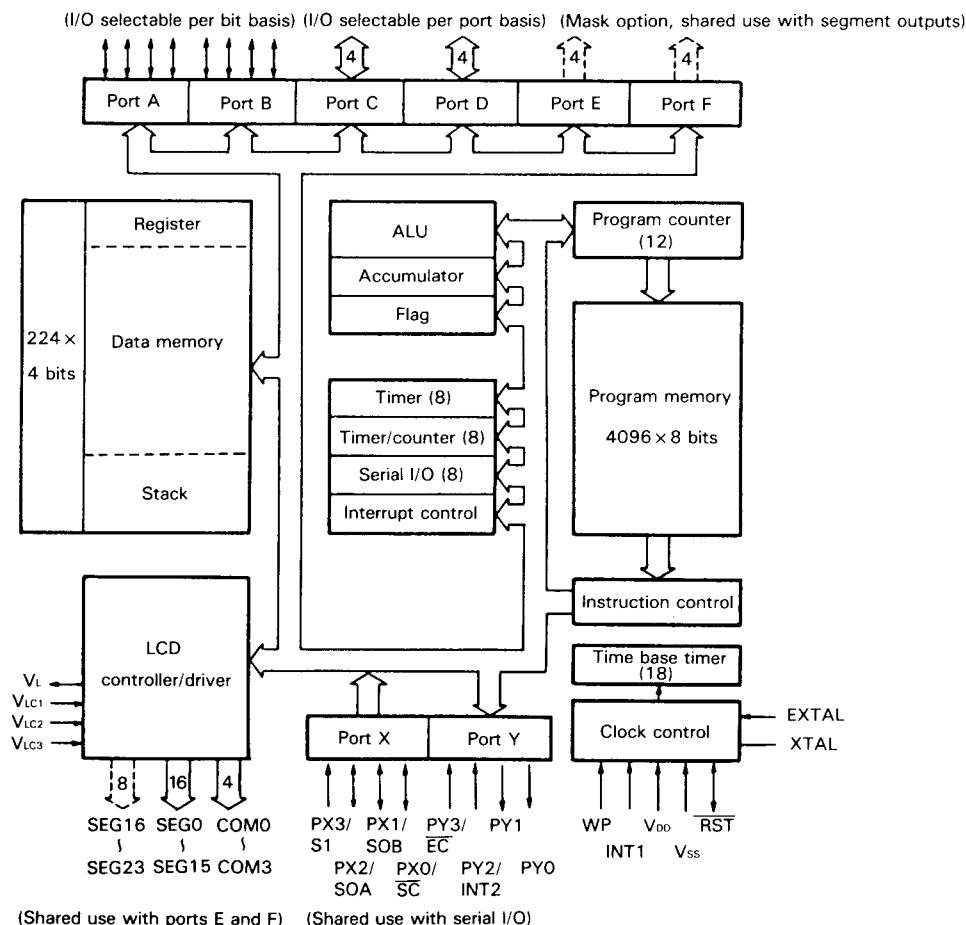 (I/O selectable per bit basis) (I/O selectable per port basis) (Mask option, shared use with segment outputs)
4 4 4 4
Port A Port B Port C Port D Port E Port F
Register
Data memory
224 ×
4 bits
Stack
ALU
Accumulator
Flag
Timer (8)
Timer/counter (8)
Serial I/O (8)
Interrupt control
Program counter
(12)
Program memory
4096 × 8 bits
Instruction control
Time base timer
(18)
Clock control
EXTAL
XTAL
WP VDD RST
INT1 VSS
LCD
controller/driver
VL
VLC1
VLC2
VLC3
8 16 4
SEG16 SEG0 COM0
~ ~ ~
SEG23 SEG15 COM3
Port X Port Y
PX3/ PX1/ PY3/ PY1
S1 SOB EC
PX2/ PX0/ PY2/ PY0
SOA SC INT2
(Shared use with ports E and F) (Shared use with serial I/O)